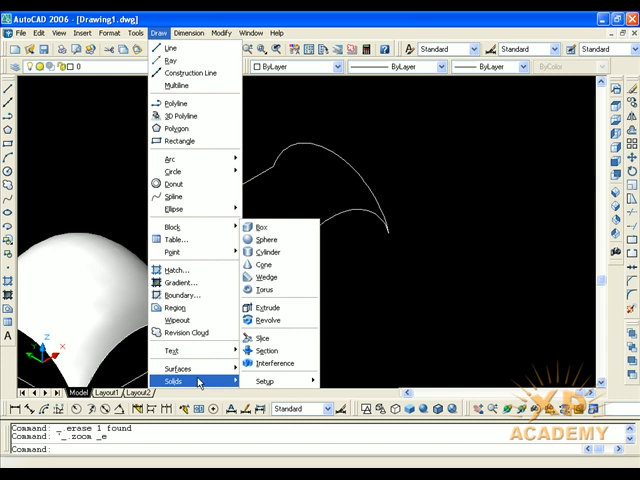 AutoCAD 2006 - [Drawing1.dwg]
File Edit View Insert Format Tools Draw Dimension Modify Window Help
Standard Standard Standard
0 ByLayer ByLayer ByLayer ByColor
Line
Ray
Construction Line
Multiline
Polyline
3D Polyline
Polygon
Rectangle
Arc
Circle
Donut
Spline
Ellipse
Block
Table...
Point
Hatch...
Gradient...
Boundary...
Region
Wipeout
Revision Cloud
Text
Surfaces
Solids
Box
Sphere
Cylinder
Cone
Wedge
Torus
Extrude
Revolve
Slice
Section
Interference
Setup
Z
X
A
Model Layout1 Layout2
Standard
Command: _.erase 1 found
Command: '_.zoom _e
Command:
XD
ACADEMY